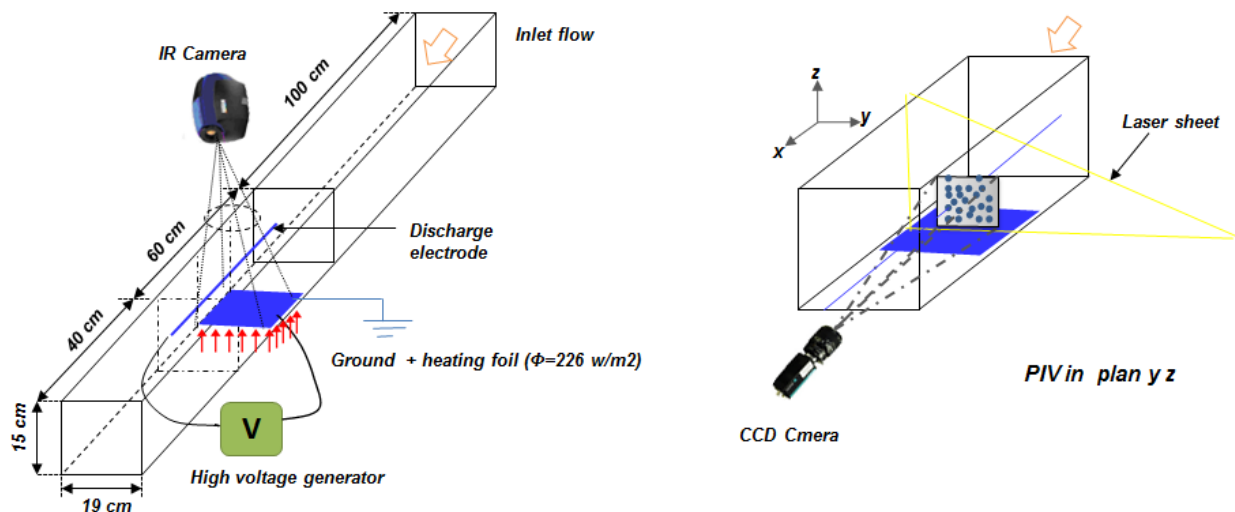 IR Camera
Inlet flow
100 cm
60 cm
40 cm
15 cm
19 cm
Discharge
electrode
Ground + heating foil (Φ=226 w/m2)
V
High voltage generator
z
y
x
Laser sheet
PIV in plan y z
CCD Cmera